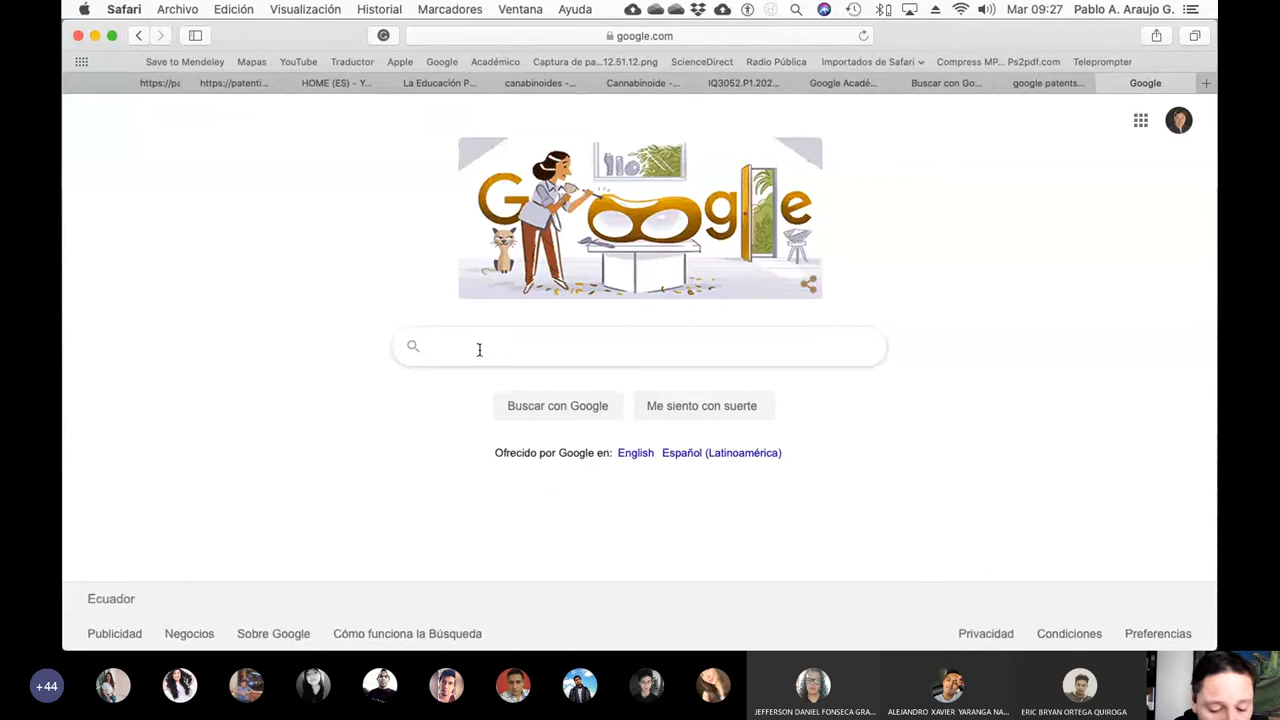 Safari Archivo Edición Visualización Historial Marcadores Ventana Ayuda Mar 09:27 Pablo A. Araujo G.
google.com
Save to Mendeley Mapas YouTube Traductor Apple Google Académico Captura de pa...12.51.12.png ScienceDirect Radio Pública Importados de Safari Compress MP... Ps2pdf.com Teleprompter
https://pa https://patenti... HOME (ES) - Y... La Educación P... canabinoides -... Cannabinoide -... IQ3052.P1.202... Google Acadé... Buscar con Go... google patents... Google
Google
Buscar con Google Me siento con suerte
Ofrecido por Google en: English Español (Latinoamérica)
Ecuador
Publicidad Negocios Sobre Google Cómo funciona la Búsqueda Privacidad Condiciones Preferencias
+44
JEFFERSON DANIEL FONSECA GRA... ALEJANDRO XAVIER YARANGA NA... ERIC BRYAN ORTEGA QUIROGA